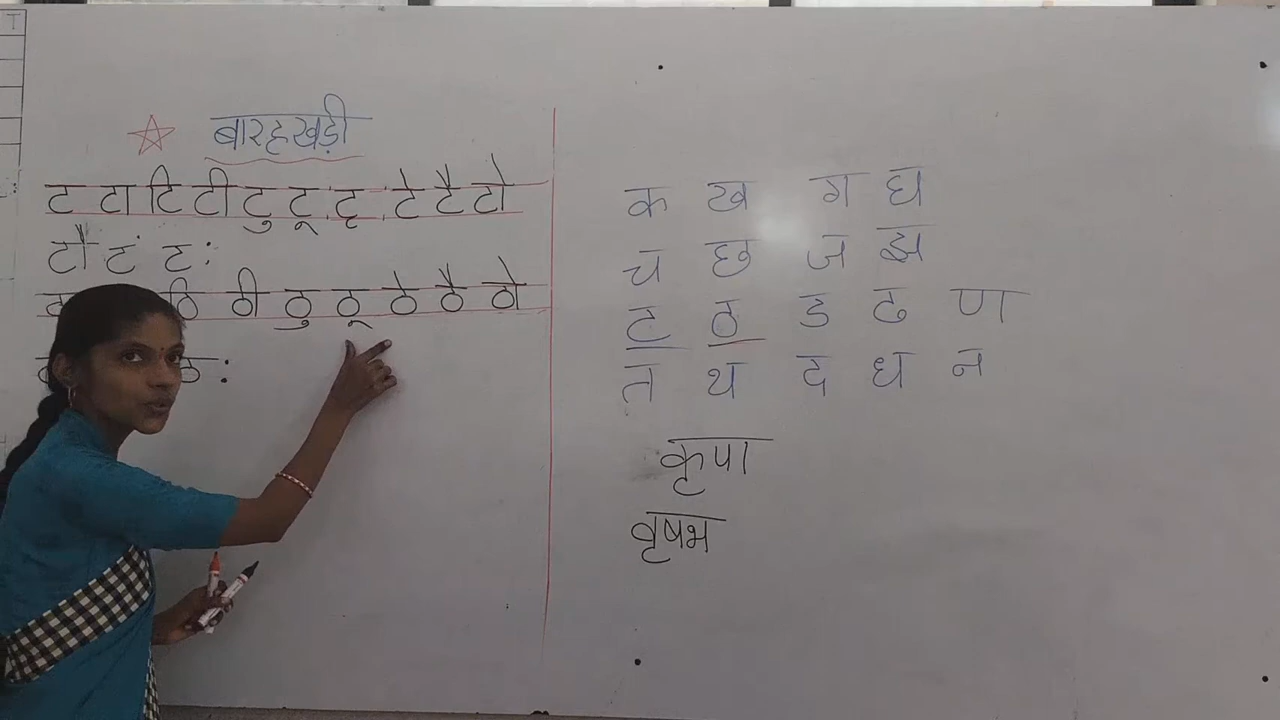 बारहखड़ी
ट टा टि टी टु टू टृ टे टै टो
टौ टं टः
ठि ठी ठु ठू ठे ठै ठो
ठः
क ख ग घ
च छ ज झ
ट ठ ड ढ ण
त थ द ध न
कृपा
वृषभ